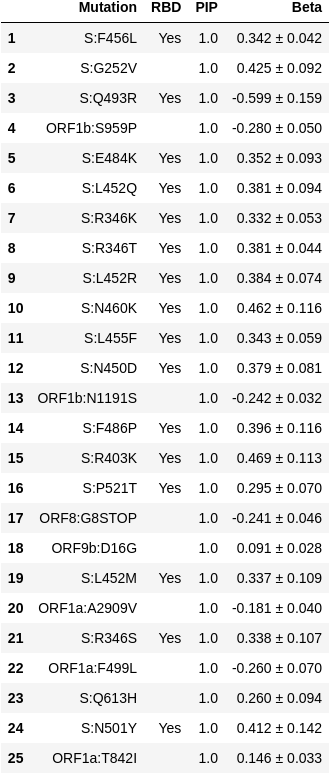 Mutation RBD PIP Beta
1 S:F456L Yes 1.0 0.342 ± 0.042
2 S:G252V 1.0 0.425 ± 0.092
3 S:Q493R Yes 1.0 -0.599 ± 0.159
4 ORF1b:S959P 1.0 -0.280 ± 0.050
5 S:E484K Yes 1.0 0.352 ± 0.093
6 S:L452Q Yes 1.0 0.381 ± 0.094
7 S:R346K Yes 1.0 0.332 ± 0.053
8 S:R346T Yes 1.0 0.381 ± 0.044
9 S:L452R Yes 1.0 0.384 ± 0.074
10 S:N460K Yes 1.0 0.462 ± 0.116
11 S:L455F Yes 1.0 0.343 ± 0.059
12 S:N450D Yes 1.0 0.379 ± 0.081
13 ORF1b:N1191S 1.0 -0.242 ± 0.032
14 S:F486P Yes 1.0 0.396 ± 0.116
15 S:R403K Yes 1.0 0.469 ± 0.113
16 S:P521T Yes 1.0 0.295 ± 0.070
17 ORF8:G8STOP 1.0 -0.241 ± 0.046
18 ORF9b:D16G 1.0 0.091 ± 0.028
19 S:L452M Yes 1.0 0.337 ± 0.109
20 ORF1a:A2909V 1.0 -0.181 ± 0.040
21 S:R346S Yes 1.0 0.338 ± 0.107
22 ORF1a:F499L 1.0 -0.260 ± 0.070
23 S:Q613H 1.0 0.260 ± 0.094
24 S:N501Y Yes 1.0 0.412 ± 0.142
25 ORF1a:T842I 1.0 0.146 ± 0.033